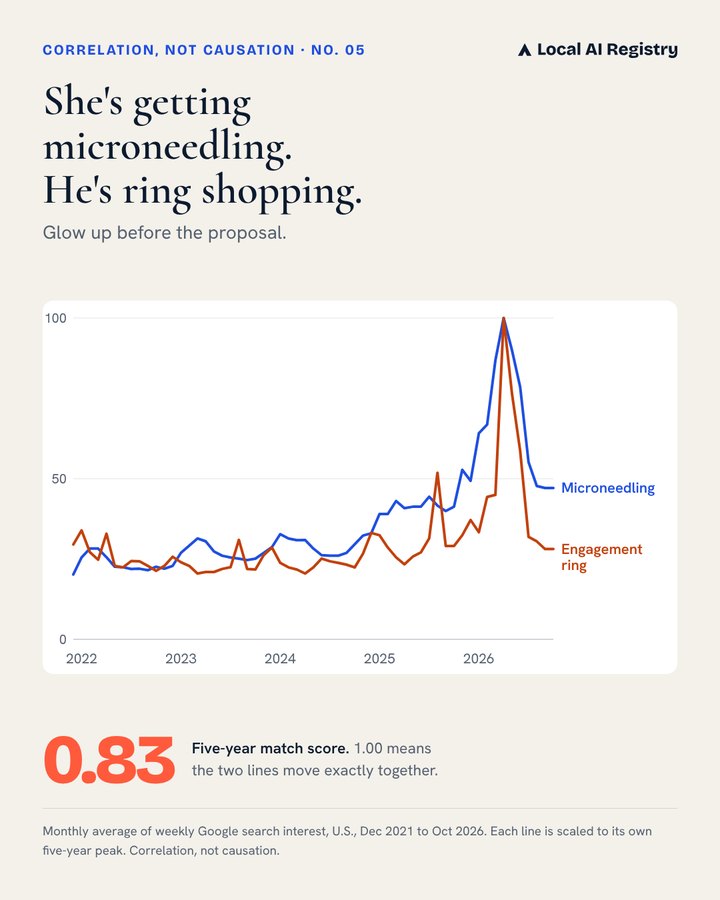 CORRELATION, NOT CAUSATION · NO. 05
Local AI Registry
She's getting
microneedling.
He's ring shopping.
Glow up before the proposal.
100
50
0
Microneedling
Engagement
ring
2022 2023 2024 2025 2026
0.83
Five-year match score. 1.00 means
the two lines move exactly together.
Monthly average of weekly Google search interest, U.S., Dec 2021 to Oct 2026. Each line is scaled to its own
five-year peak. Correlation, not causation.